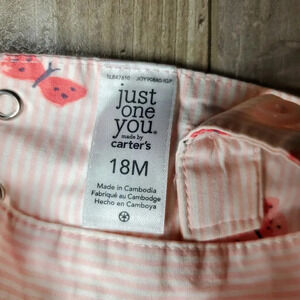 just
one
you.
made by
carter's
18M
Made in Cambodia
Fabriqué au Cambodge
Hecho en Camboya